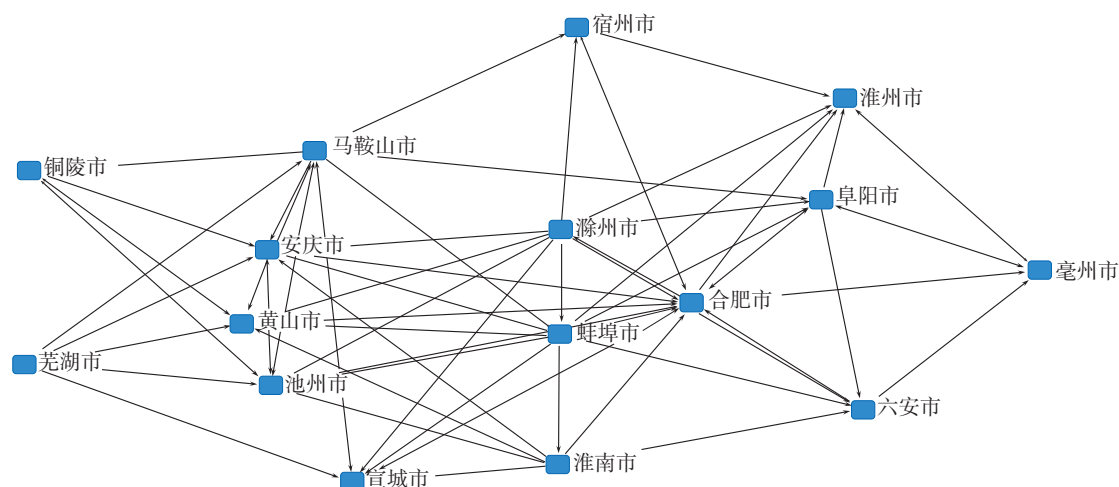 宿州市
淮州市
马鞍山市
铜陵市
阜阳市
滁州市
安庆市
毫州市
合肥市
黄山市
蚌埠市
芜湖市
池州市
六安市
淮南市
宣城市